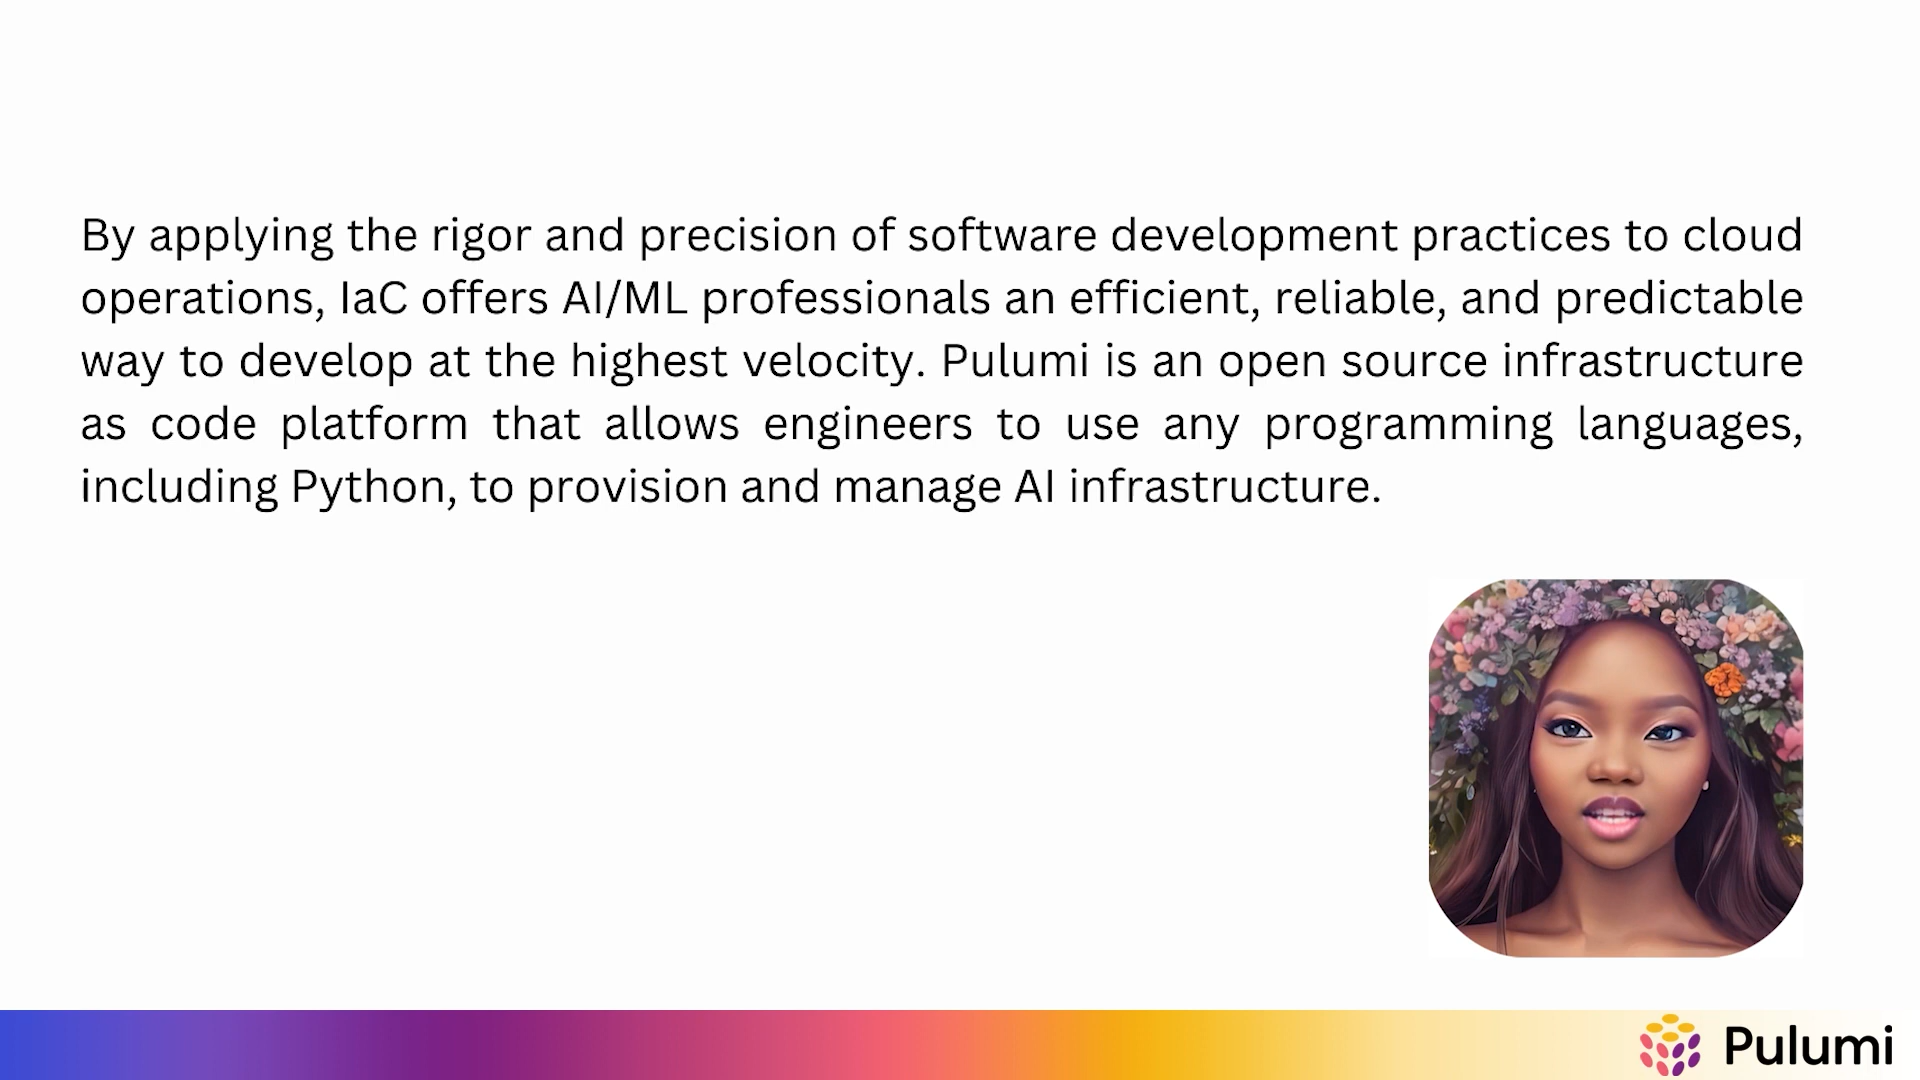 By applying the rigor and precision of software development practices to cloud
operations, IaC offers AI/ML professionals an efficient, reliable, and predictable
way to develop at the highest velocity. Pulumi is an open source infrastructure
as code platform that allows engineers to use any programming languages,
including Python, to provision and manage AI infrastructure.
Pulumi